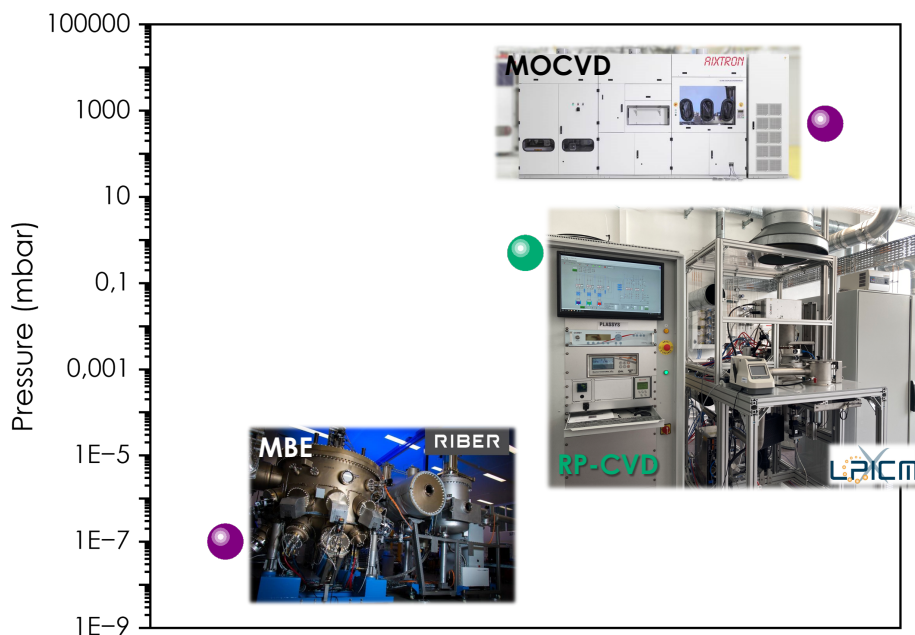 100000
1000
10
0,1
0,001
1E−5
1E−7
1E−9
Pressure (mbar)
MOCVD
AIXTRON
PLASSYS
RP-CVD
LPICM
MBE
RIBER